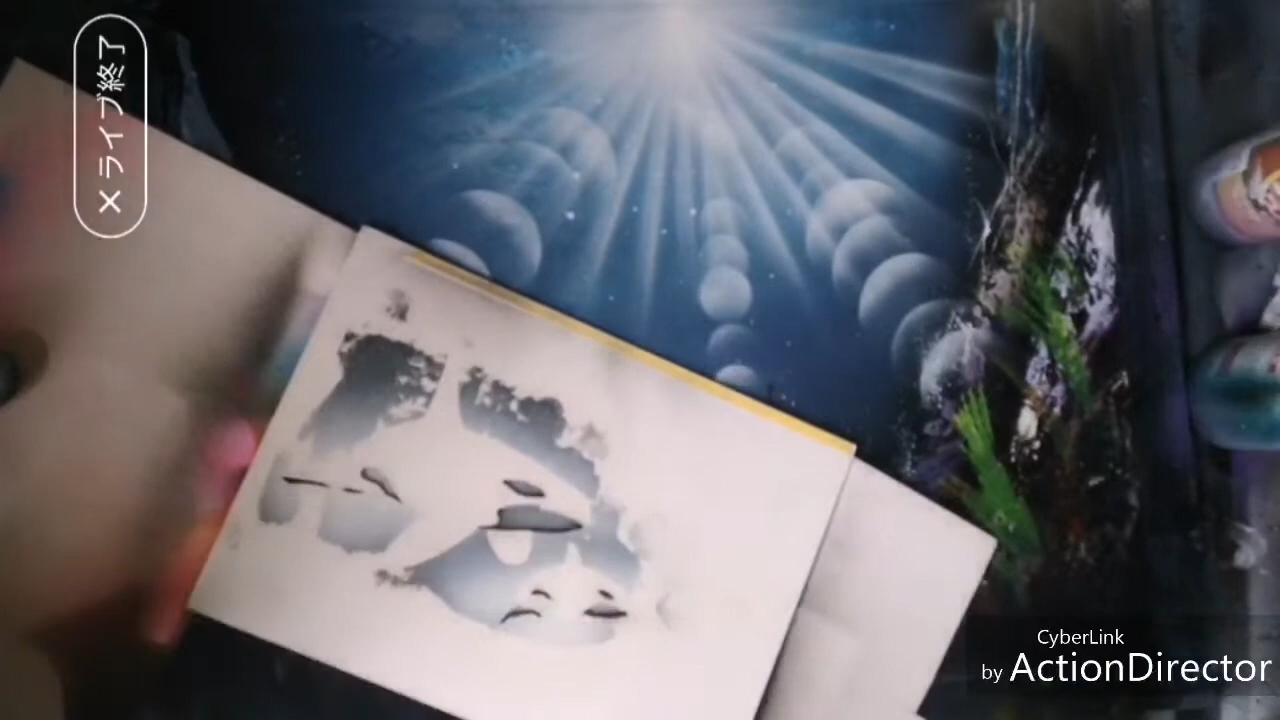 × ライブ終了
CyberLink
by ActionDirector